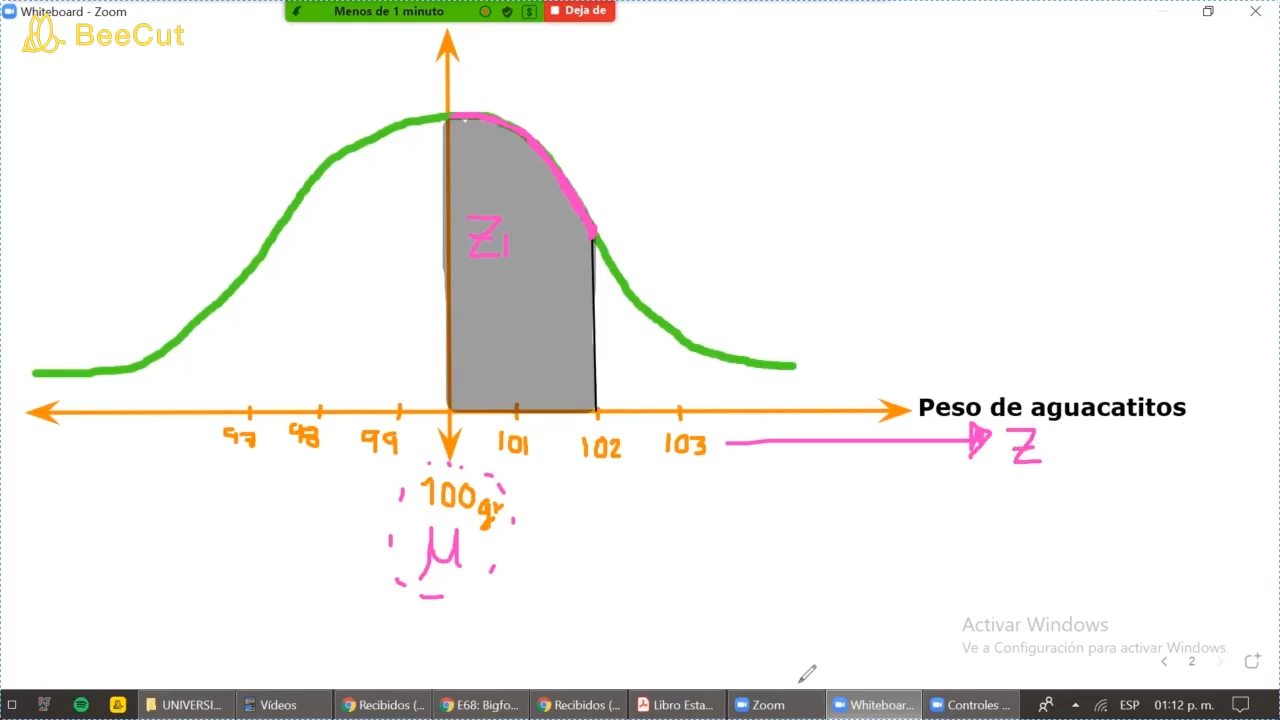 Whiteboard - Zoom
Menos de 1 minuto
Deja de
BeeCut
Z1
Peso de aguacatitos
97 98 99 101 102 103
Z
100gr
μ
Activar Windows
Ve a Configuración para activar Windows.
2
UNIVERSI... Vídeos Recibidos (... E68: Bigfo... Recibidos (... Libro Esta... Zoom Whiteboar... Controles ... ESP 01:12 p. m.